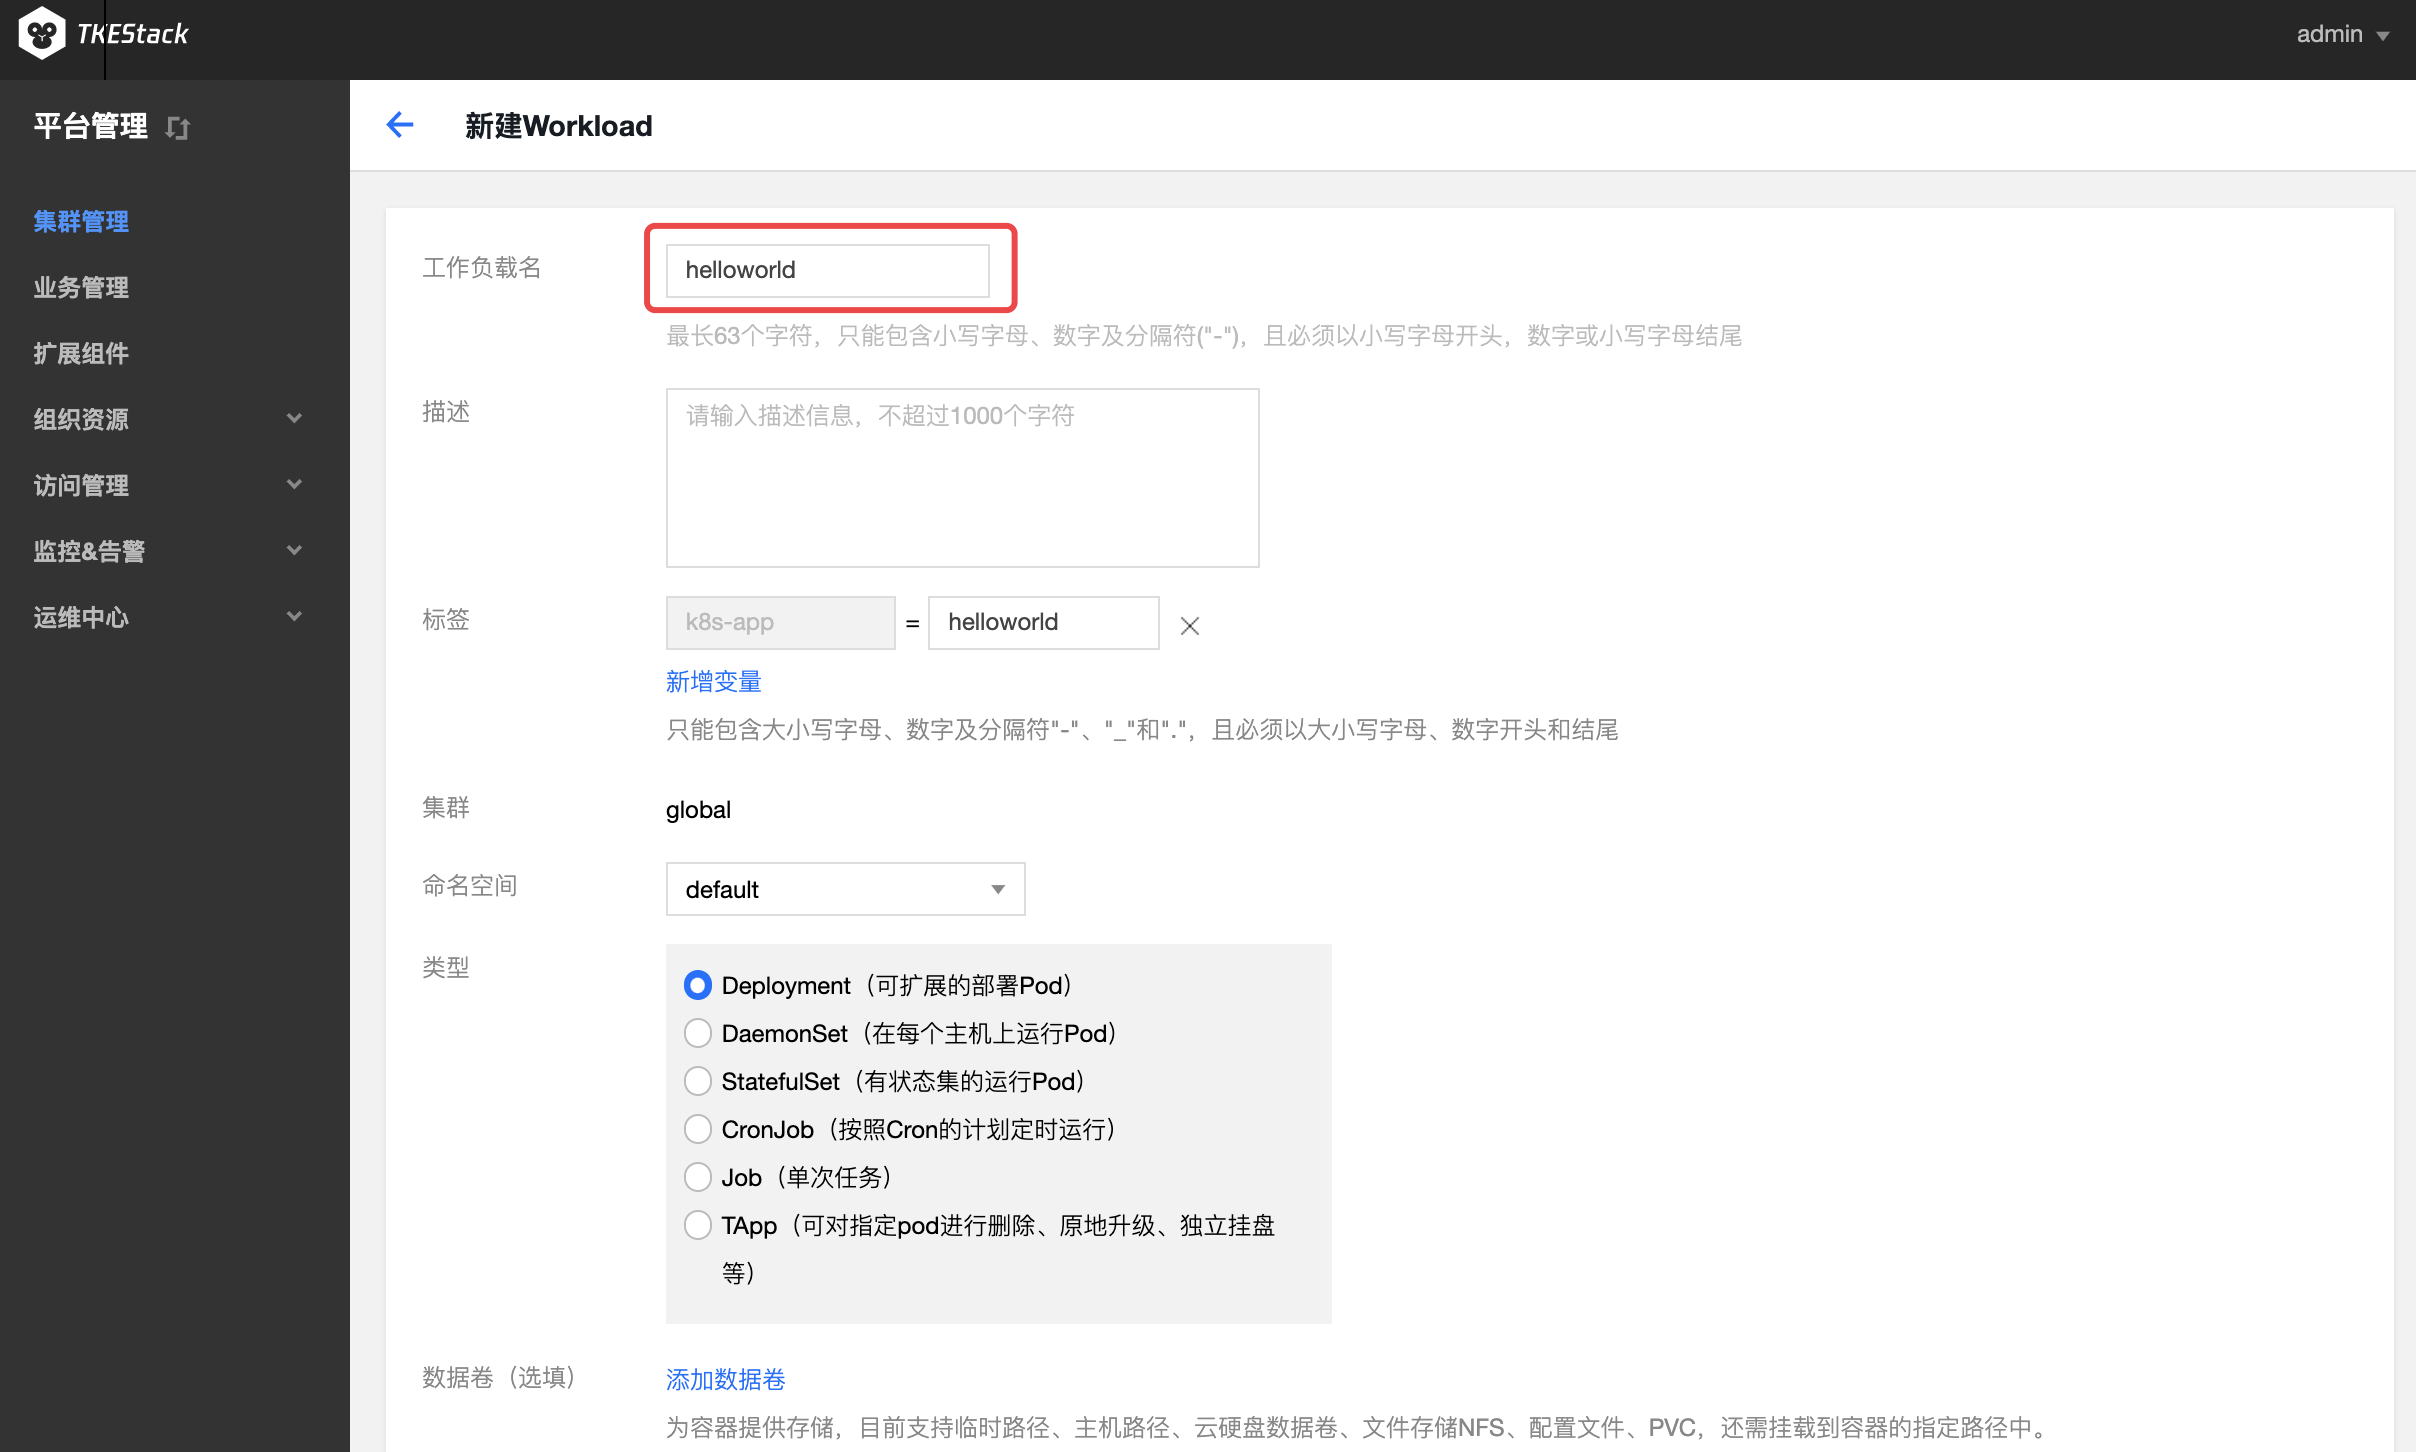 TKEStack
admin
平台管理
集群管理
业务管理
扩展组件
组织资源
访问管理
监控&告警
运维中心
新建Workload
工作负载名
helloworld
最长63个字符，只能包含小写字母、数字及分隔符("-")，且必须以小写字母开头，数字或小写字母结尾
描述
请输入描述信息，不超过1000个字符
标签
k8s-app = helloworld
新增变量
只能包含大小写字母、数字及分隔符"-"、"_"和"."，且必须以大小写字母、数字开头和结尾
集群
global
命名空间
default
类型
Deployment（可扩展的部署Pod）
DaemonSet（在每个主机上运行Pod）
StatefulSet（有状态集的运行Pod）
CronJob（按照Cron的计划定时运行）
Job（单次任务）
TApp（可对指定pod进行删除、原地升级、独立挂盘
等）
数据卷（选填）
添加数据卷
为容器提供存储，目前支持临时路径、主机路径、云硬盘数据卷、文件存储NFS、配置文件、PVC，还需挂载到容器的指定路径中。